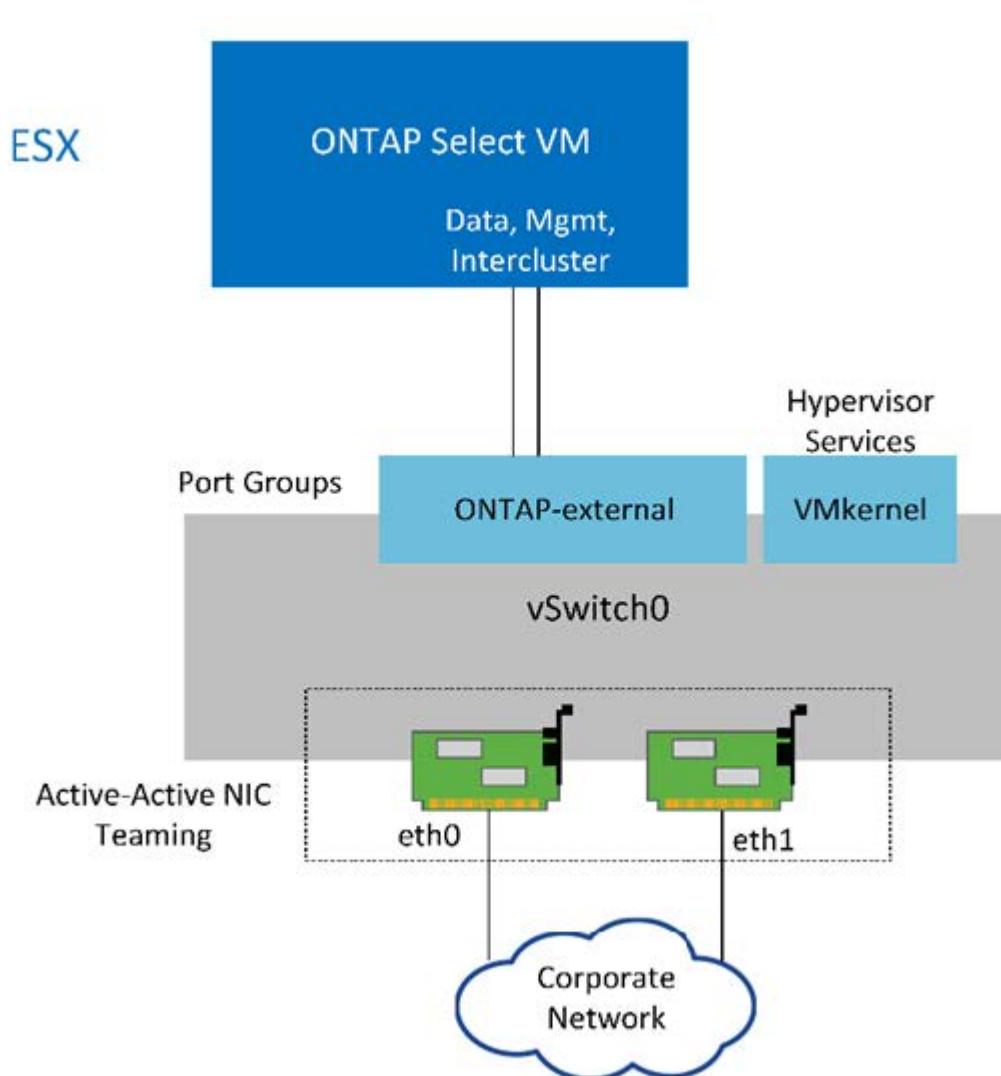 ESX
ONTAP Select VM
Data, Mgmt,
Intercluster
Hypervisor
Services
Port Groups
ONTAP-external
VMkernel
vSwitch0
Active-Active NIC
Teaming
eth0
eth1
Corporate
Network